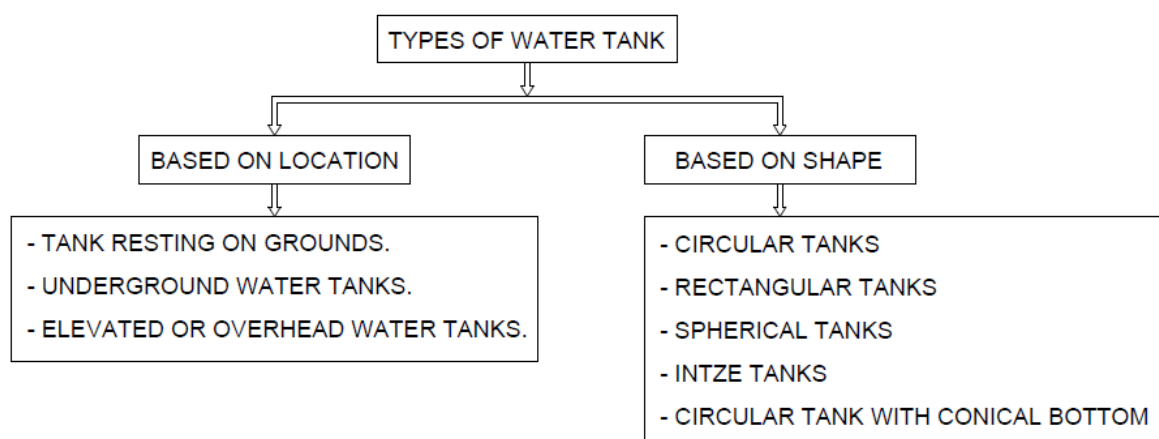 TYPES OF WATER TANK
BASED ON LOCATION
- TANK RESTING ON GROUNDS.
- UNDERGROUND WATER TANKS.
- ELEVATED OR OVERHEAD WATER TANKS.
BASED ON SHAPE
- CIRCULAR TANKS
- RECTANGULAR TANKS
- SPHERICAL TANKS
- INTZE TANKS
- CIRCULAR TANK WITH CONICAL BOTTOM